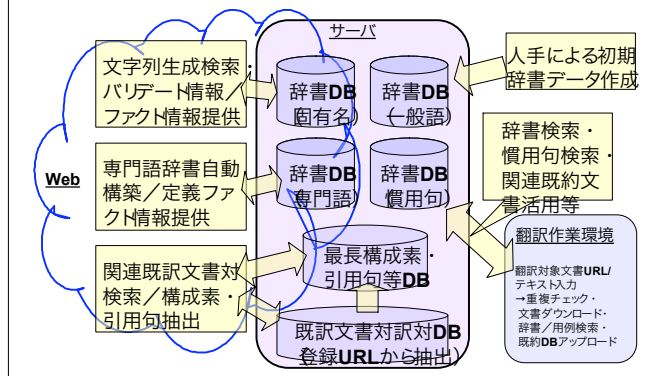 サーバ
文字列生成検索・
バリデート情報／
ファクト情報提供
辞書DB
(固有名)
辞書DB
(一般語)
人手による初期
辞書データ作成
Web
専門語辞書自動
構築／定義ファ
クト情報提供
辞書DB
(専門語)
辞書DB
(慣用句)
辞書検索・
慣用句検索・
関連既約文
書活用等
関連既訳文書対
検索／構成素・
引用句抽出
最長構成素・
引用句等DB
既訳文書対訳対DB
(登録URLから抽出)
翻訳作業環境
翻訳対象文書URL/
テキスト入力
→重複チェック・
文書ダウンロード・
辞書／用例検索・
既約DBアップロード